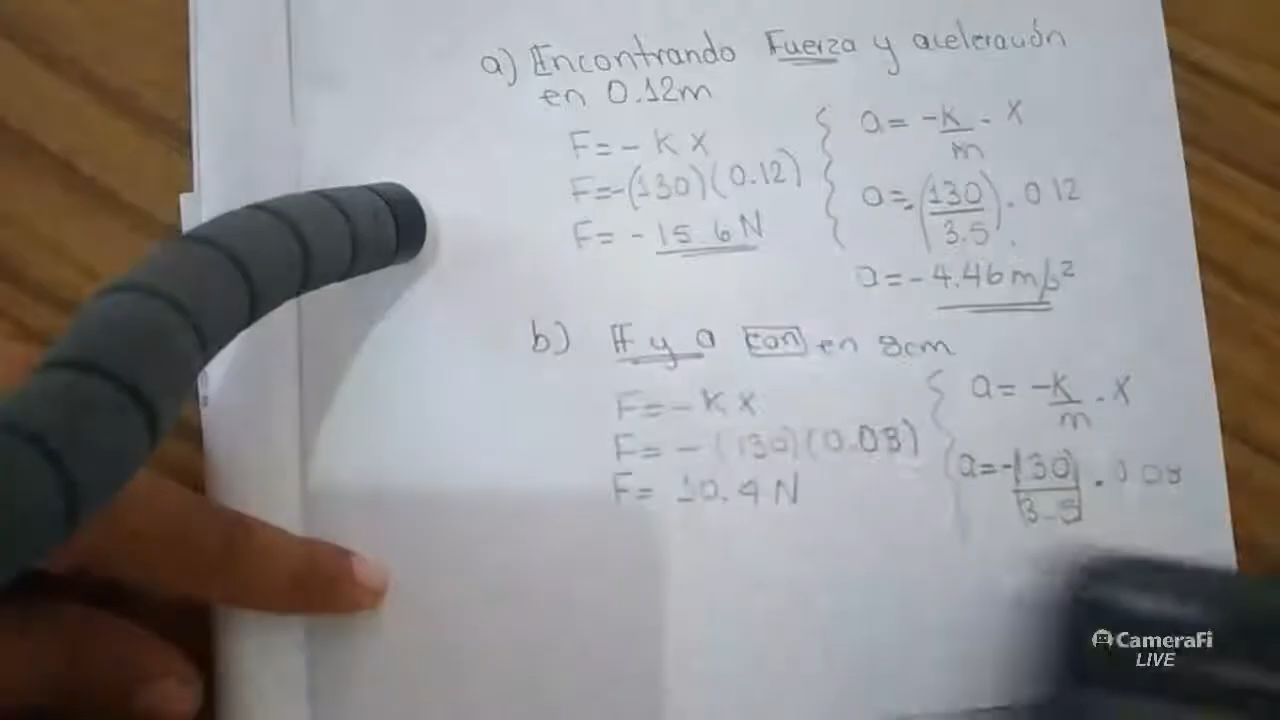 a) Encontrando Fuerza y aceleración
en 0.12m
F = - K x
F = -(130)(0.12)
F = - 15.6 N
a = -K/m . x
a = -(130/3.5) . 0 12
a = - 4.46 m/s²
b) F y a con en 8cm
F = - K x
F = - (130)(0.08)
F = 10.4 N
a = -K/m . x
a = -130/3.5 . 0 08
CameraFi
LIVE